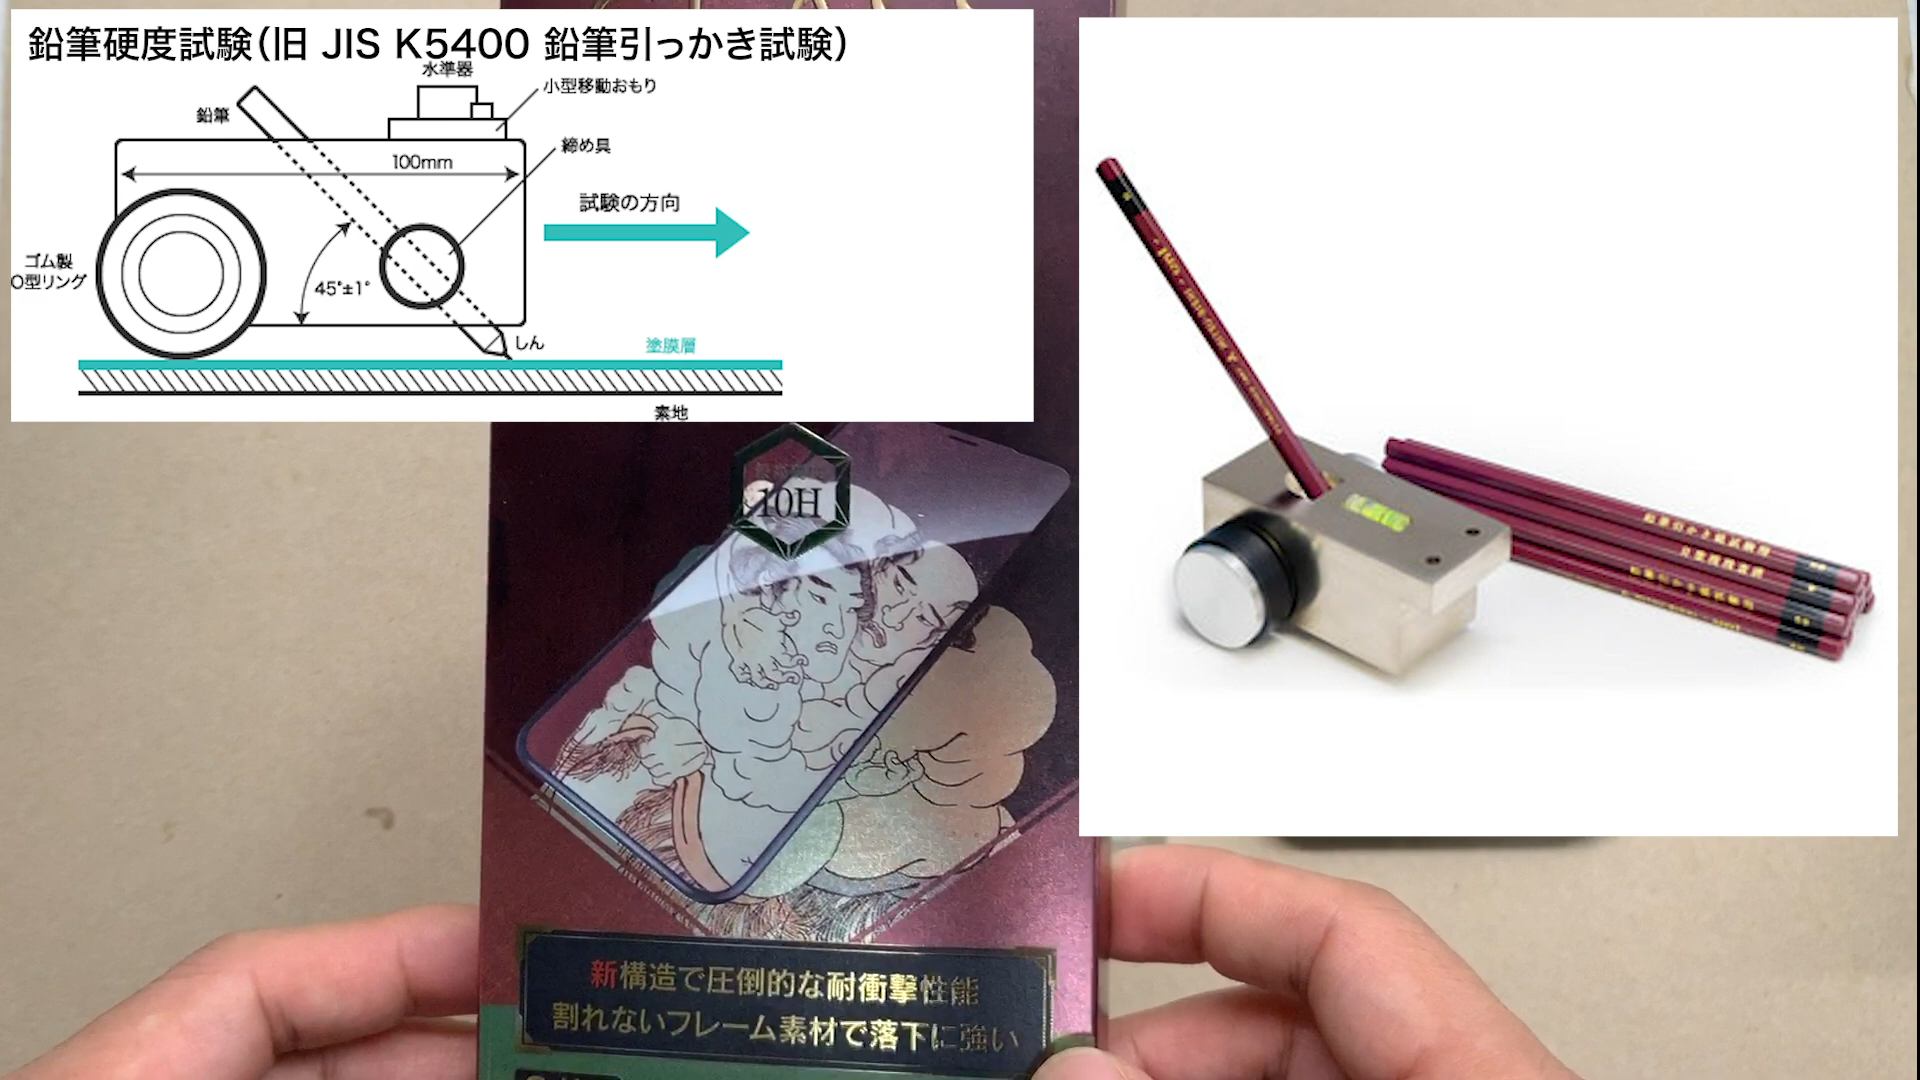 鉛筆硬度試験（旧 JIS K5400 鉛筆引っかき試験）
水準器
小型移動おもり
鉛筆
締め具
100mm
試験の方向
ゴム製
O型リング
45°±1°
しん
塗膜層
素地
10H
新構造で圧倒的な耐衝撃性能
割れないフレーム素材で落下に強い